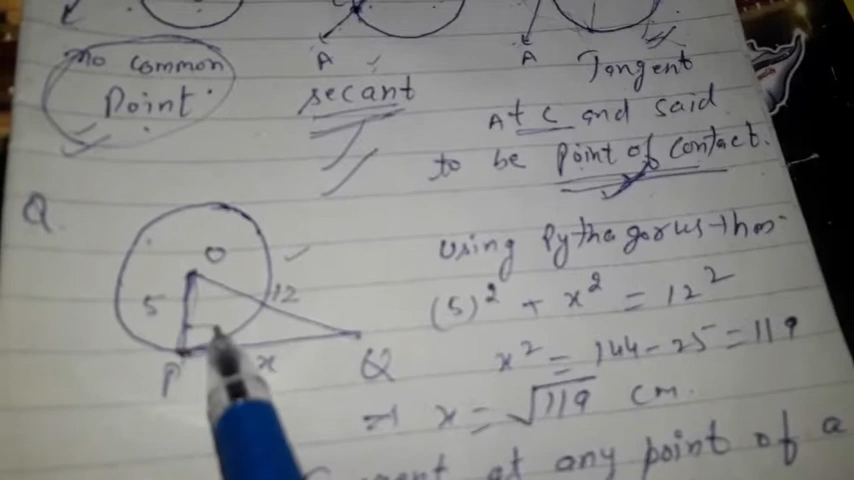 A
A
no common
Point.
secant
Tangent
At C and said
to be Point of Contact.
Q
O
5
12
P
x
Q
Using Pythagorus
(5)² + x² = 12²
x² = 144 - 25 = 119
⇒ x = √119 cm.
at any point of a